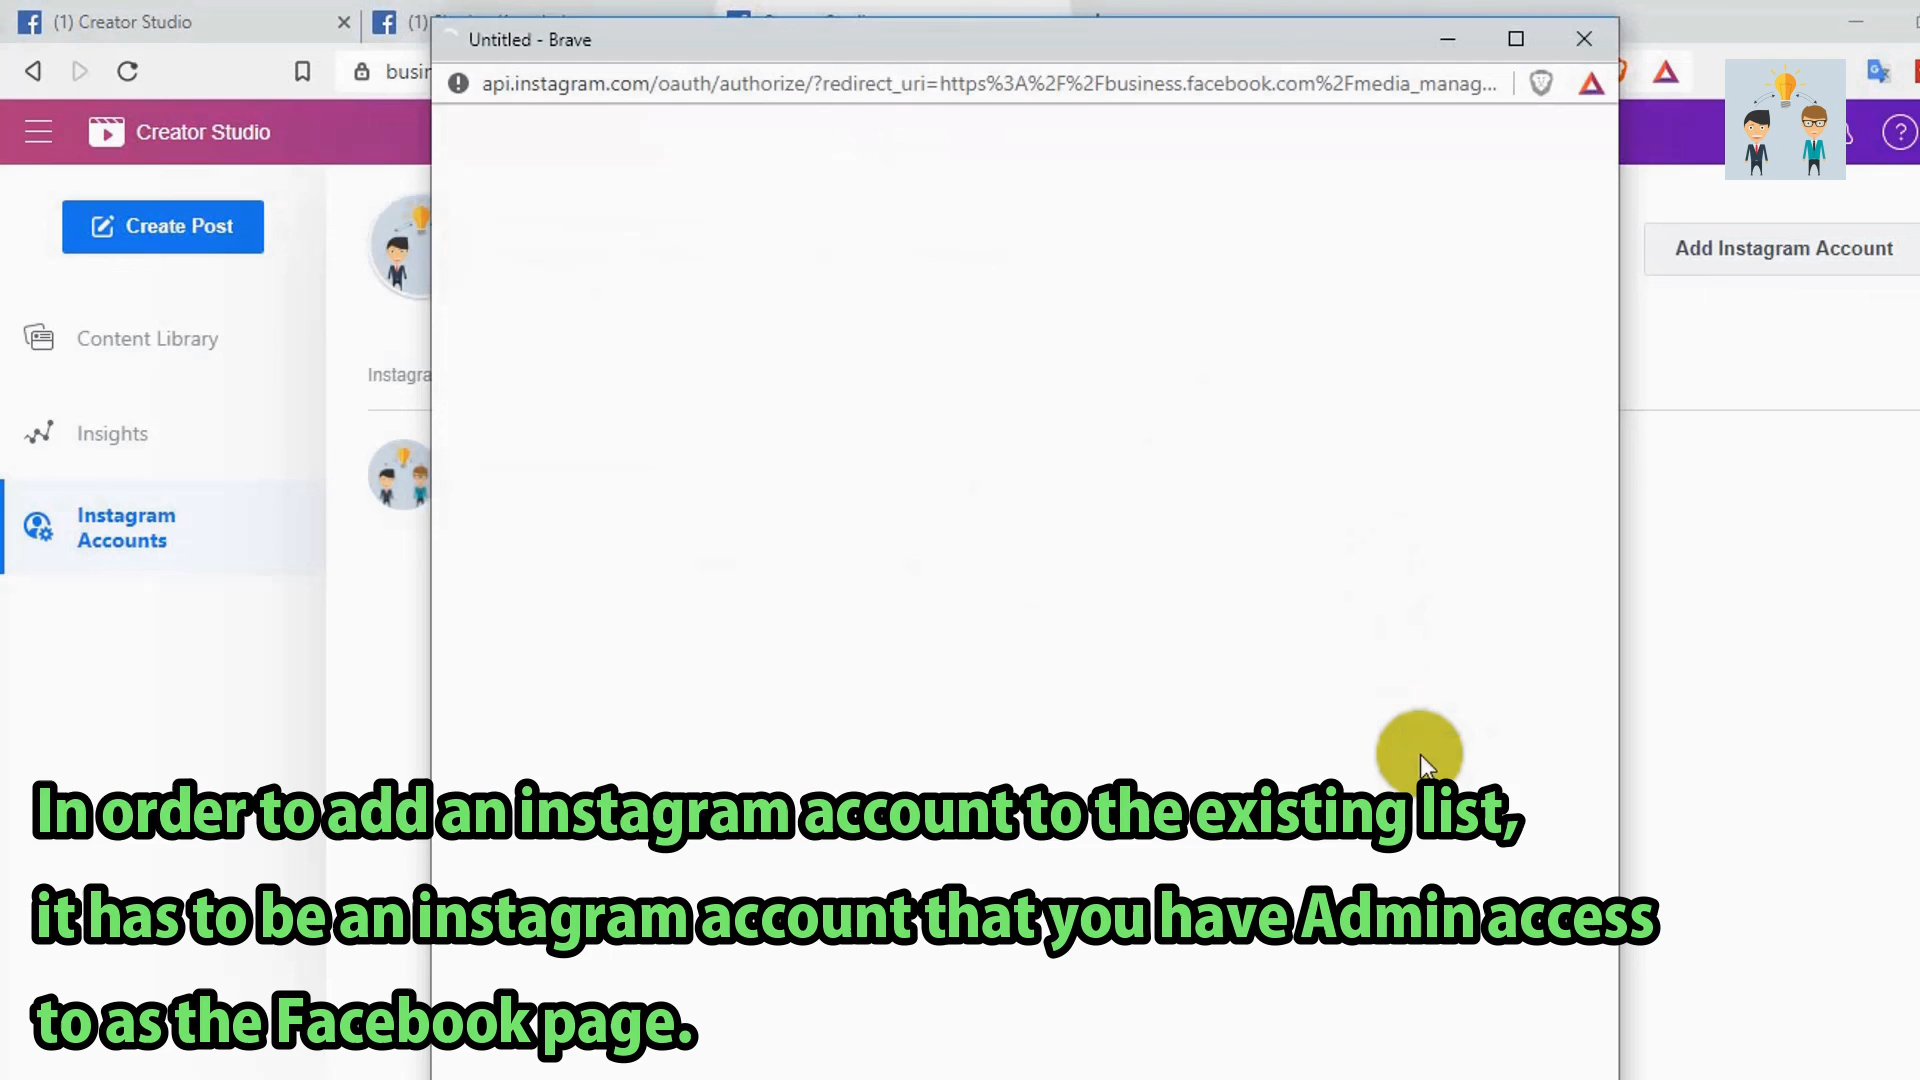 (1) Creator Studio
(1)
Untitled - Brave
busin
api.instagram.com/oauth/authorize/?redirect_uri=https%3A%2F%2Fbusiness.facebook.com%2Fmedia_manag...
Creator Studio
?
Create Post
Add Instagram Account
Content Library
Instagra
Insights
Instagram
Accounts
In order to add an instagram account to the existing list,
it has to be an instagram account that you have Admin access
to as the Facebook page.